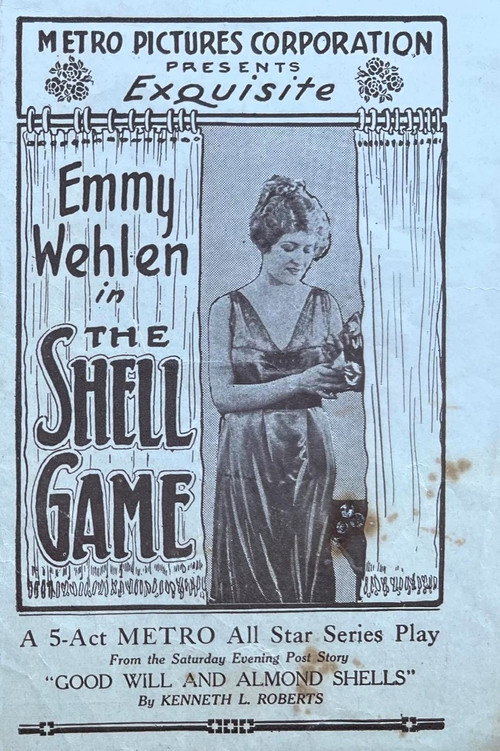 METRO PICTURES CORPORATION
PRESENTS
Exquisite
Emmy
Wehlen
in
THE
SHELL
GAME
A 5-Act METRO All Star Series Play
From the Saturday Evening Post Story
"GOOD WILL AND ALMOND SHELLS"
By KENNETH L. ROBERTS